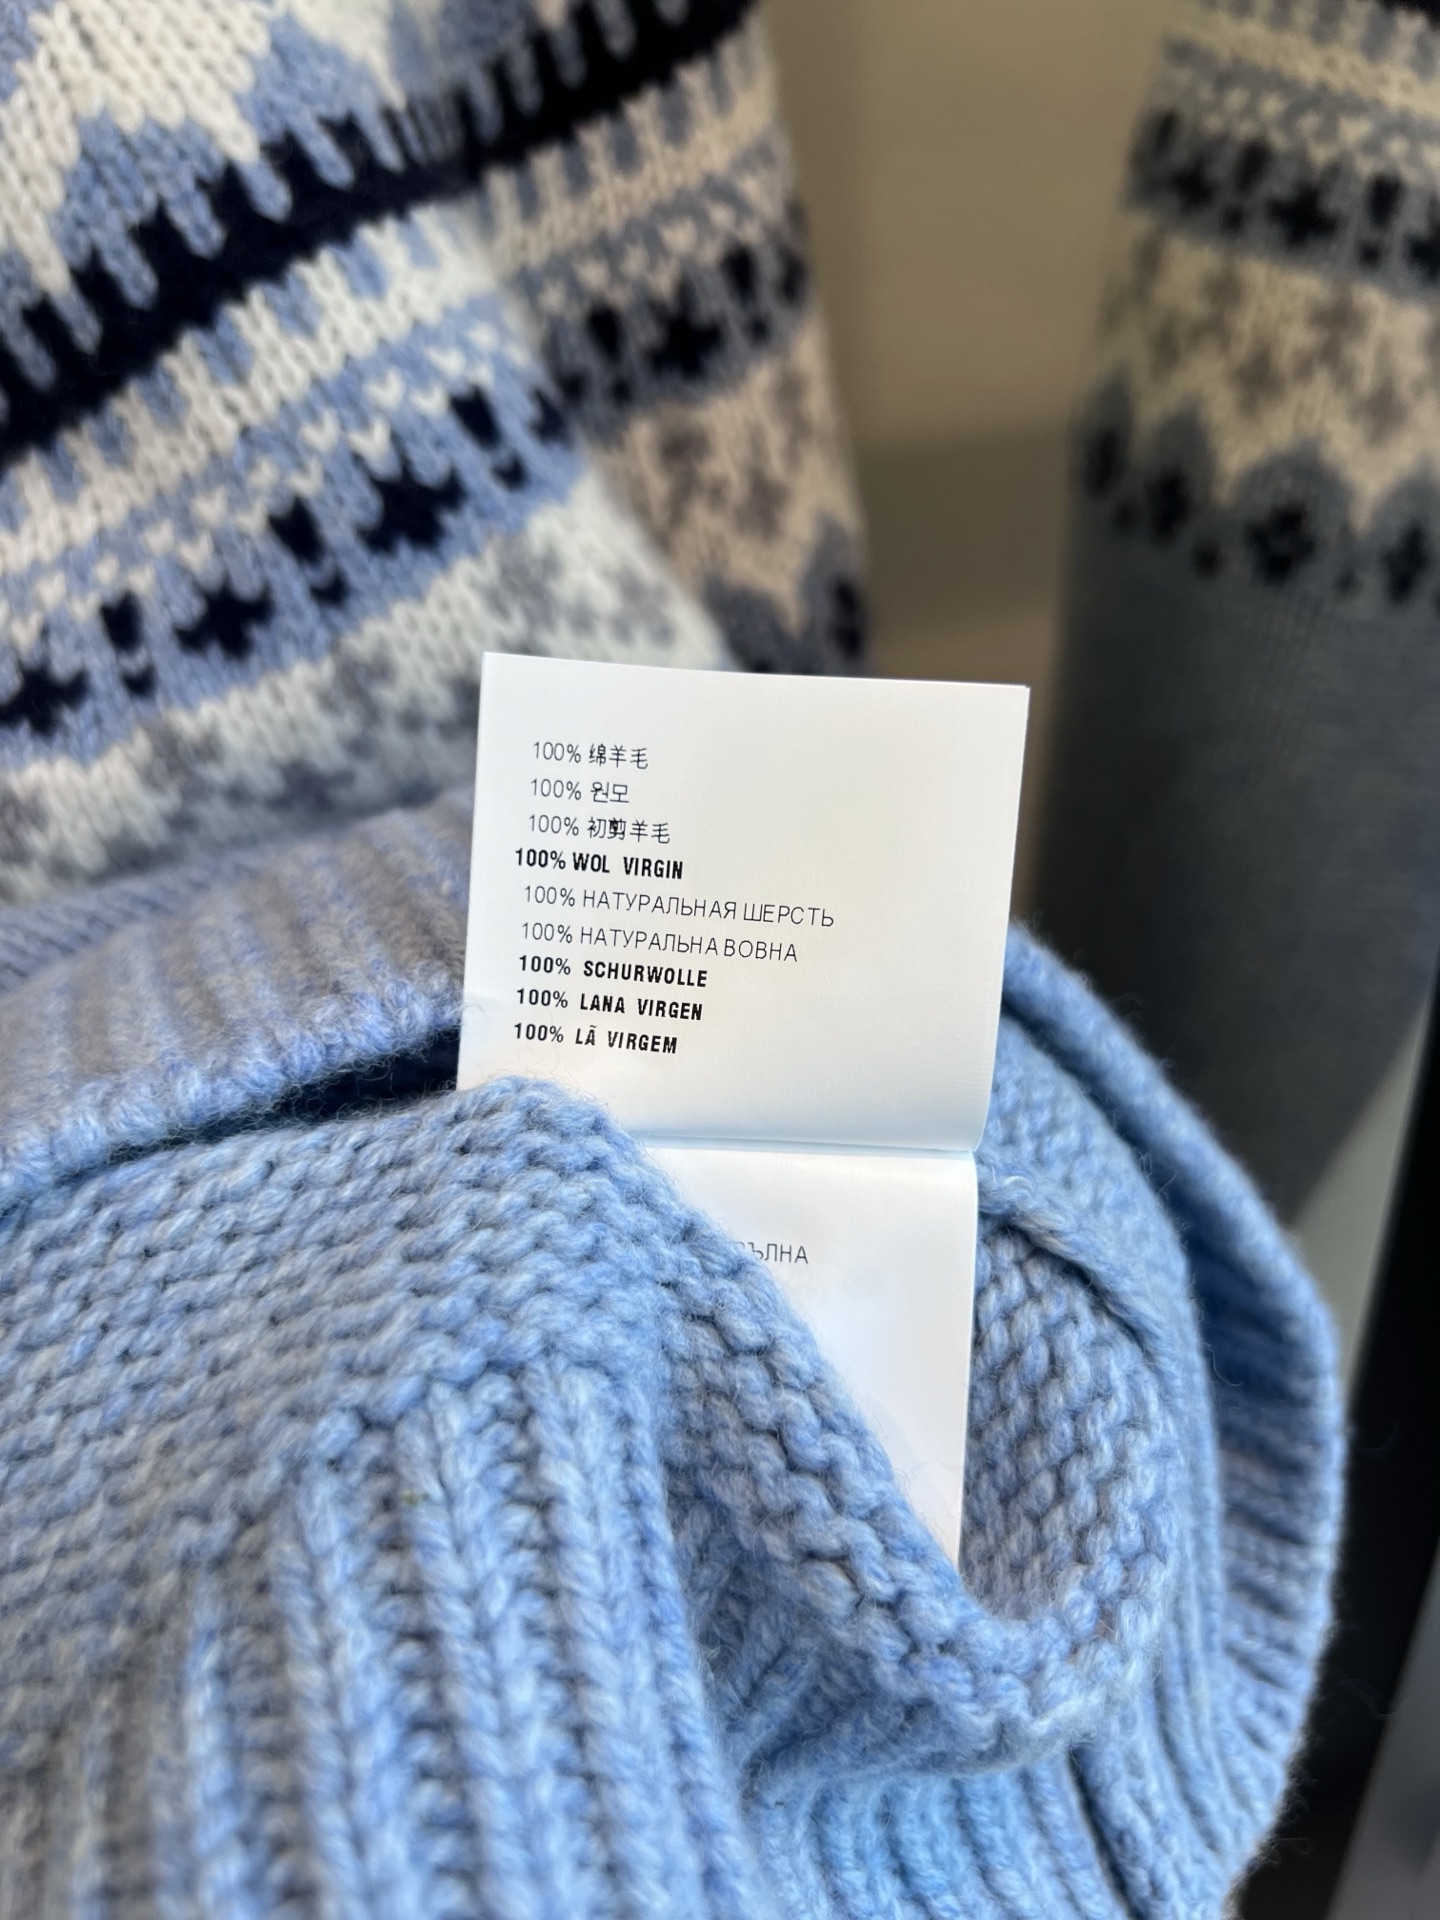 100% 绵羊毛
100% 원모
100% 初剪羊毛
100% WOL VIRGIN
100% НАТУРАЛЬНАЯ ШЕРСТЬ
100% НАТУРАЛЬНА ВОВНА
100% SCHURWOLLE
100% LANA VIRGEN
100% LÃ VIRGEM